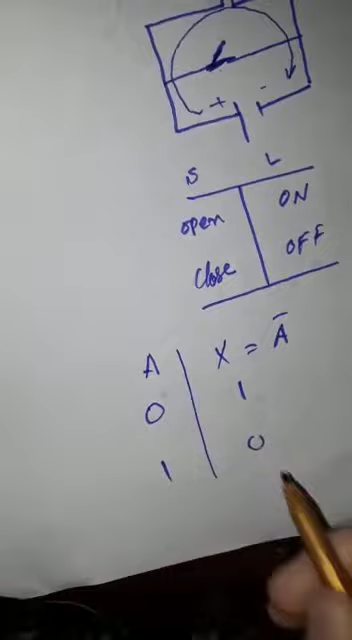 L
+ -
S L
open ON
close OFF
A X = Ā
0 1
1 0